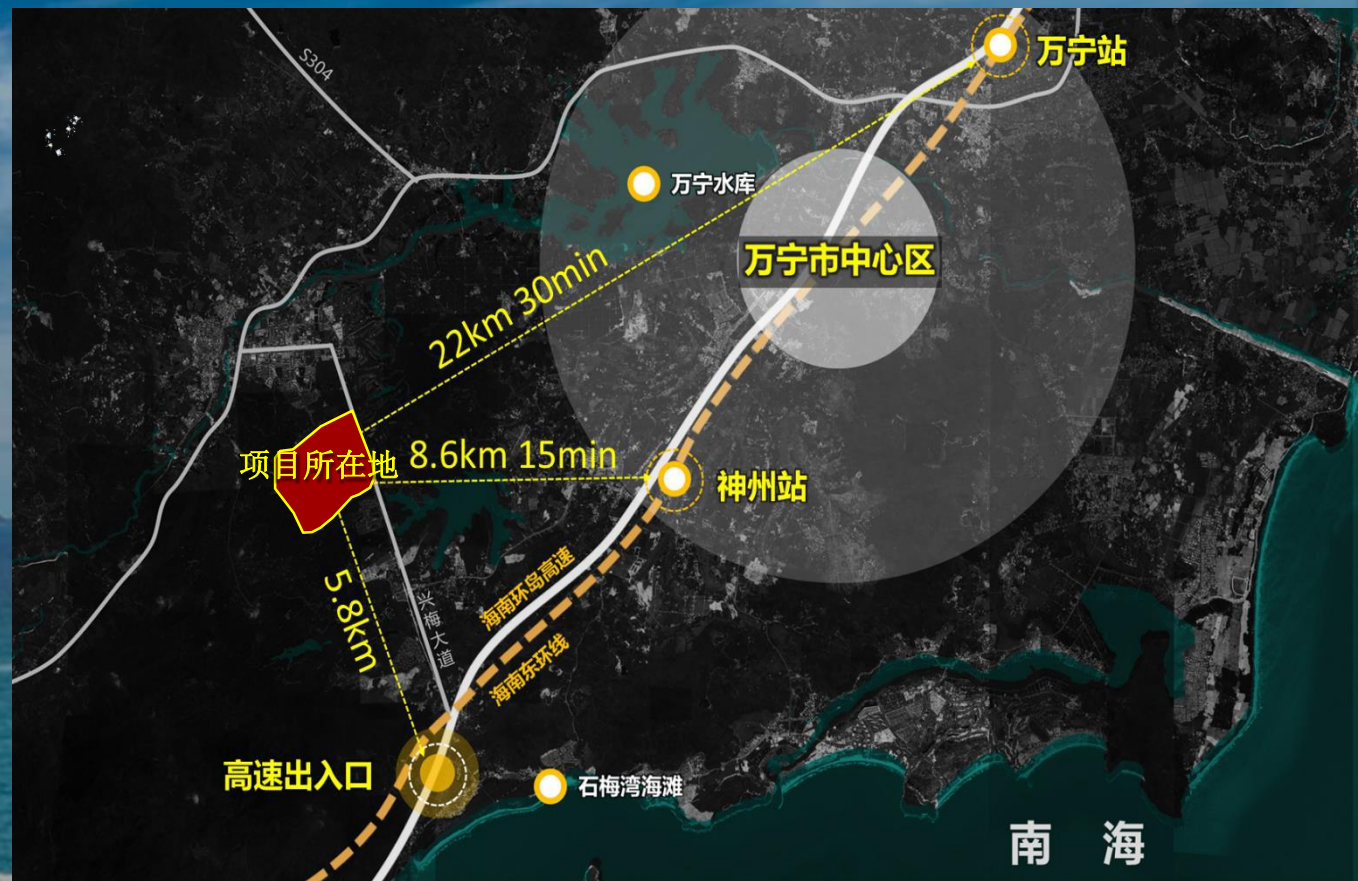 S304
万宁站
万宁水库
万宁市中心区
22km 30min
项目所在地
8.6km 15min
神州站
海南环岛高速
5.8km
兴梅大道
海南东环线
高速出入口
石梅湾海滩
南 海